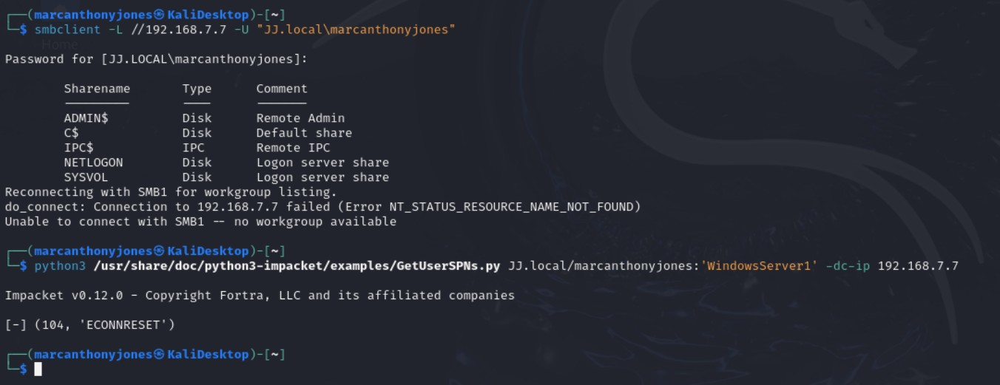 ┌──(marcanthonyjones㉿KaliDesktop)-[~]
└─$ smbclient -L //192.168.7.7 -U "JJ.local\marcanthonyjones"
Home
Password for [JJ.LOCAL\marcanthonyjones]:
Sharename Type Comment
--------- ---- -------
ADMIN$ Disk Remote Admin
C$ Disk Default share
IPC$ IPC Remote IPC
NETLOGON Disk Logon server share
SYSVOL Disk Logon server share
Reconnecting with SMB1 for workgroup listing.
do_connect: Connection to 192.168.7.7 failed (Error NT_STATUS_RESOURCE_NAME_NOT_FOUND)
Unable to connect with SMB1 -- no workgroup available
┌──(marcanthonyjones㉿KaliDesktop)-[~]
└─$ python3 /usr/share/doc/python3-impacket/examples/GetUserSPNs.py JJ.local/marcanthonyjones:'WindowsServer1' -dc-ip 192.168.7.7
Impacket v0.12.0 - Copyright Fortra, LLC and its affiliated companies
[-] (104, 'ECONNRESET')
┌──(marcanthonyjones㉿KaliDesktop)-[~]
└─$